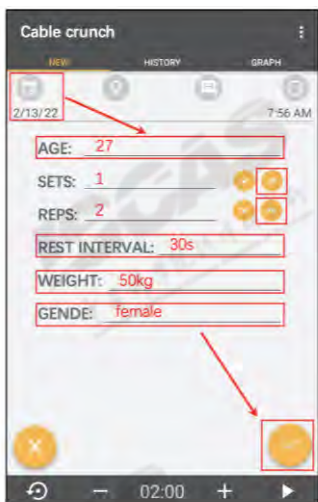 Cable crunch
NEW HISTORY GRAPH
2/13/22 7:56 AM
AGE: 27
SETS: 1
REPS: 2
REST INTERVAL: 30s
WEIGHT: 50kg
GENDE: female
02:00